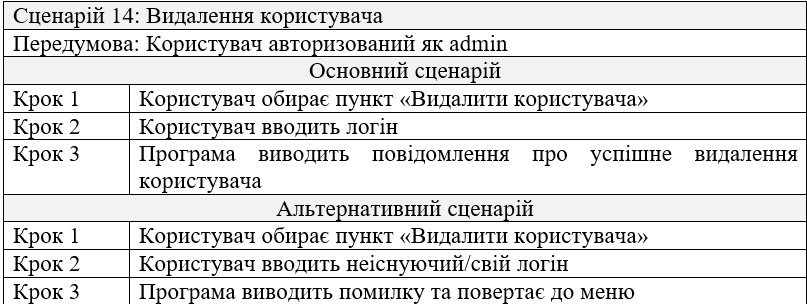 Сценарій 14: Видалення користувача
Передумова: Користувач авторизований як admin
Основний сценарій
Крок 1 Користувач обирає пункт «Видалити користувача»
Крок 2 Користувач вводить логін
Крок 3 Програма виводить повідомлення про успішне видалення
користувача
Альтернативний сценарій
Крок 1 Користувач обирає пункт «Видалити користувача»
Крок 2 Користувач вводить неіснуючий/свій логін
Крок 3 Програма виводить помилку та повертає до меню